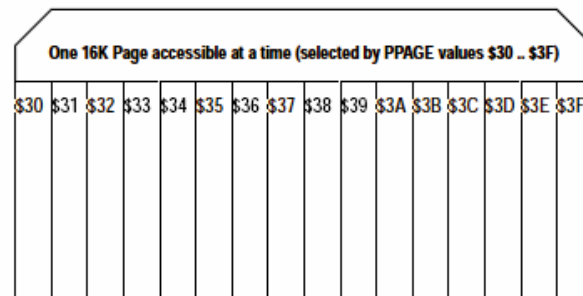 One 16K Page accessible at a time (selected by PPAGE values $30 .. $3F)
$30 $31 $32 $33 $34 $35 $36 $37 $38 $39 $3A $3B $3C $3D $3E $3F